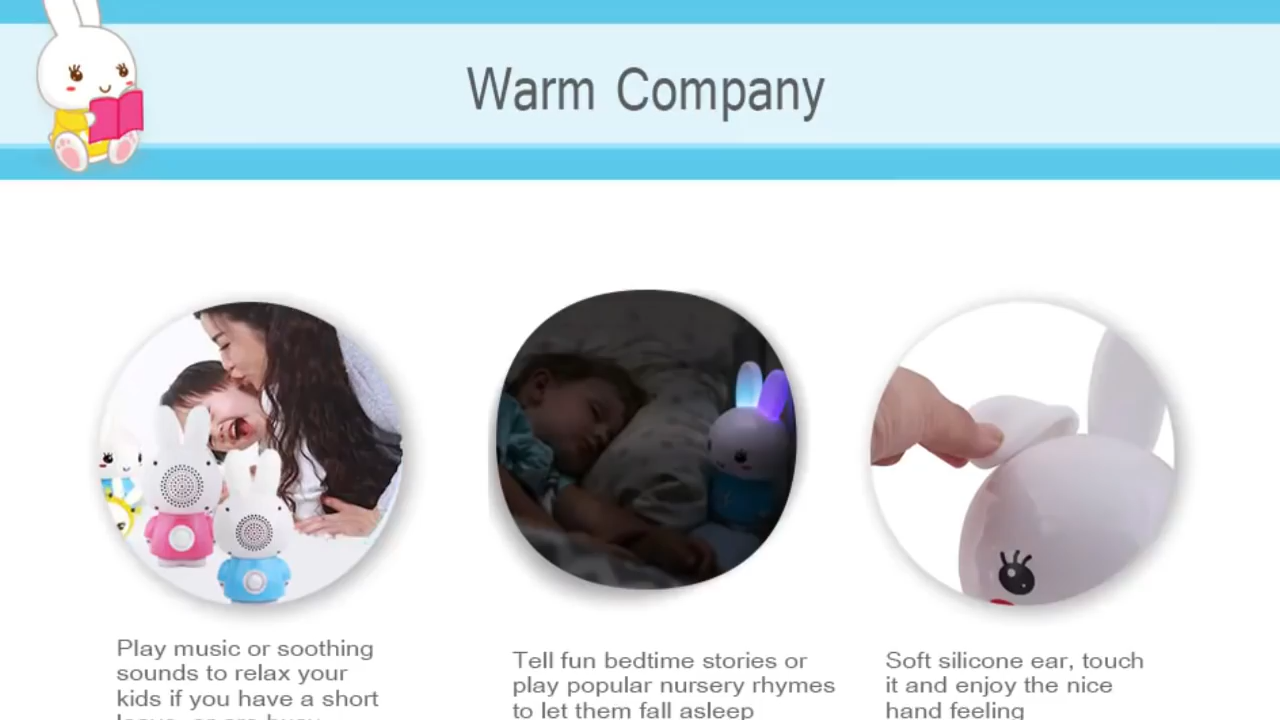 Warm Company
Play music or soothing
sounds to relax your
kids if you have a short
Tell fun bedtime stories or
play popular nursery rhymes
to let them fall asleep
Soft silicone ear, touch
it and enjoy the nice
hand feeling